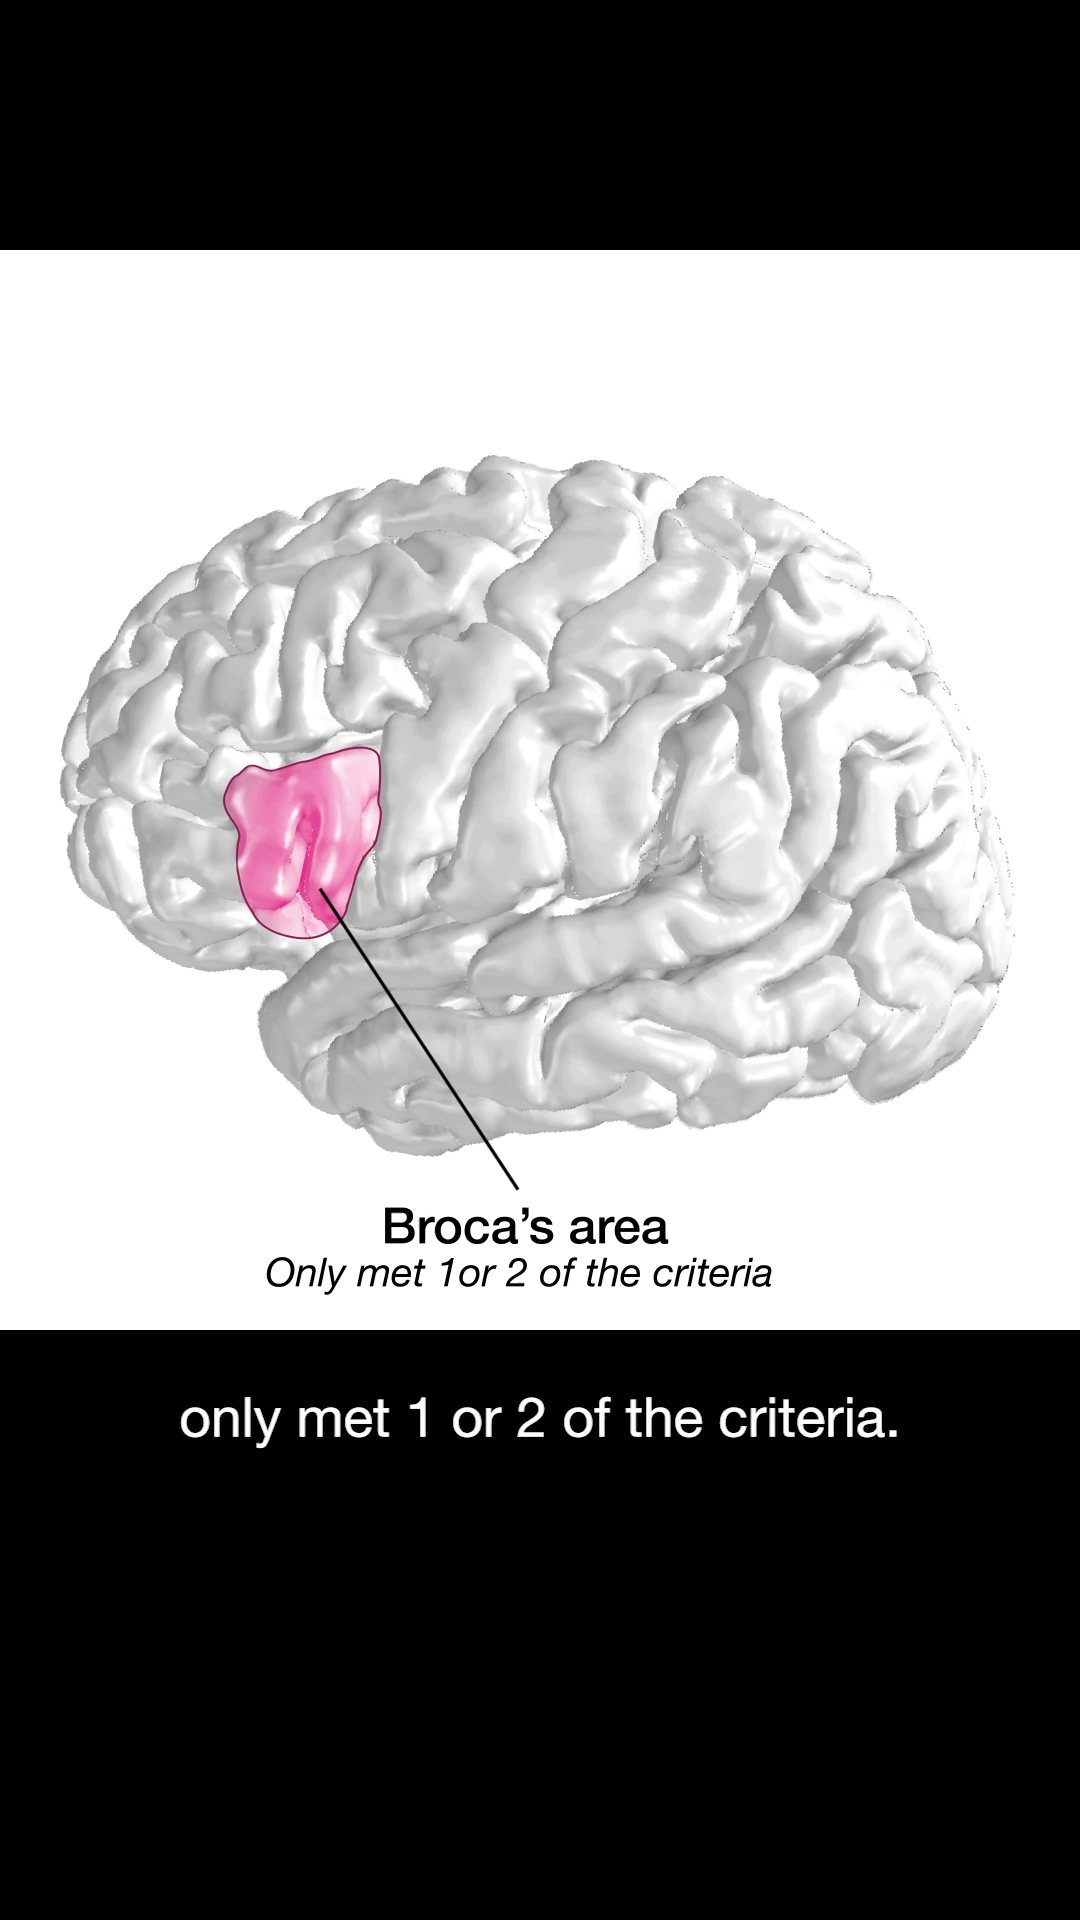 Broca’s area
Only met 1or 2 of the criteria
only met 1 or 2 of the criteria.